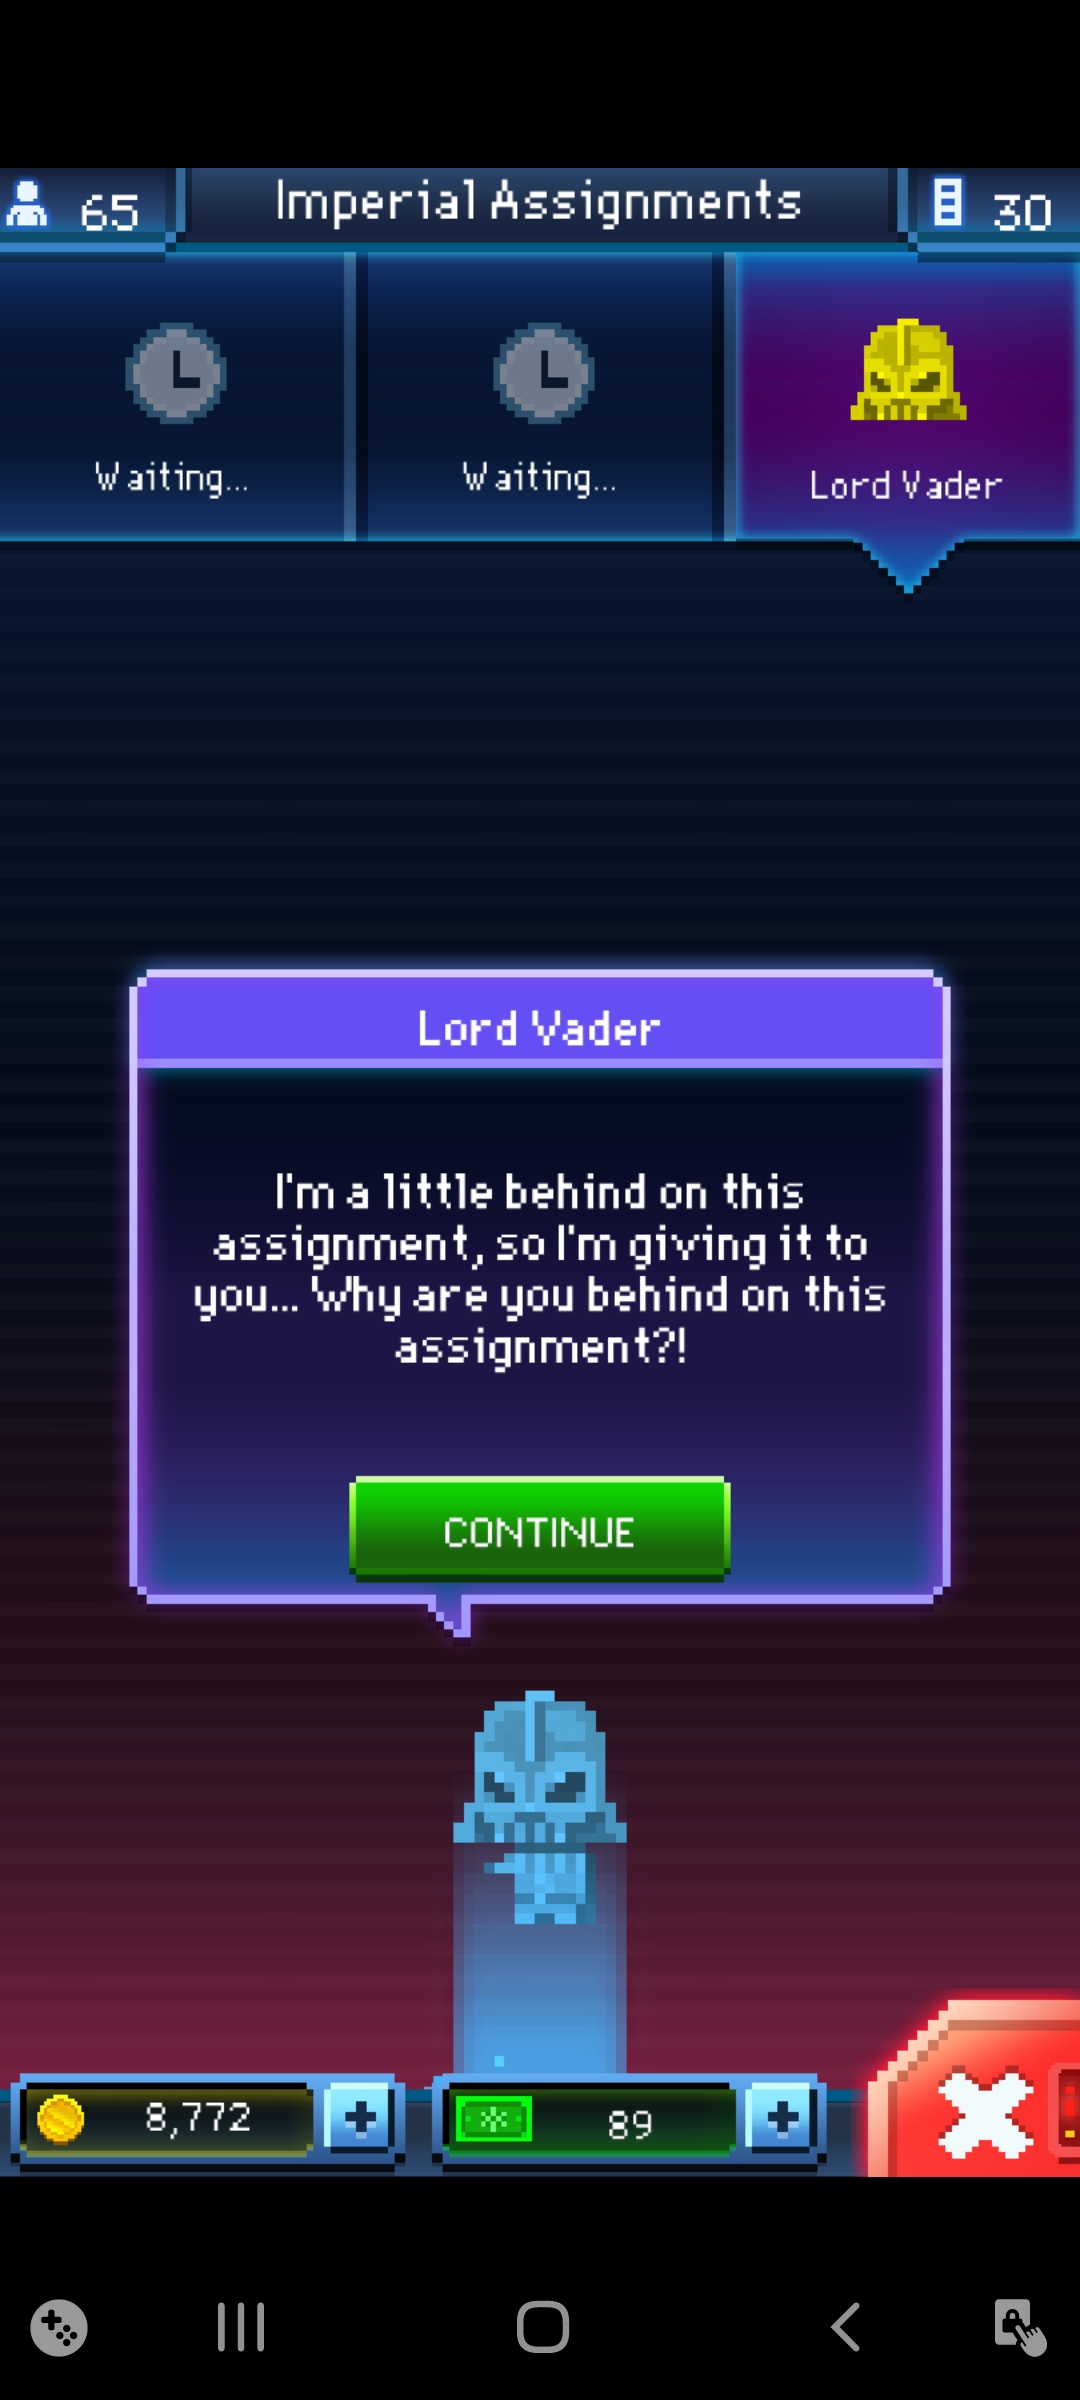 65
Imperial Assignments
30
Waiting...
Waiting...
Lord Vader
Lord Vader
I'm a little behind on this
assignment, so I'm giving it to
you... Why are you behind on this
assignment?!
CONTINUE
8,772
89